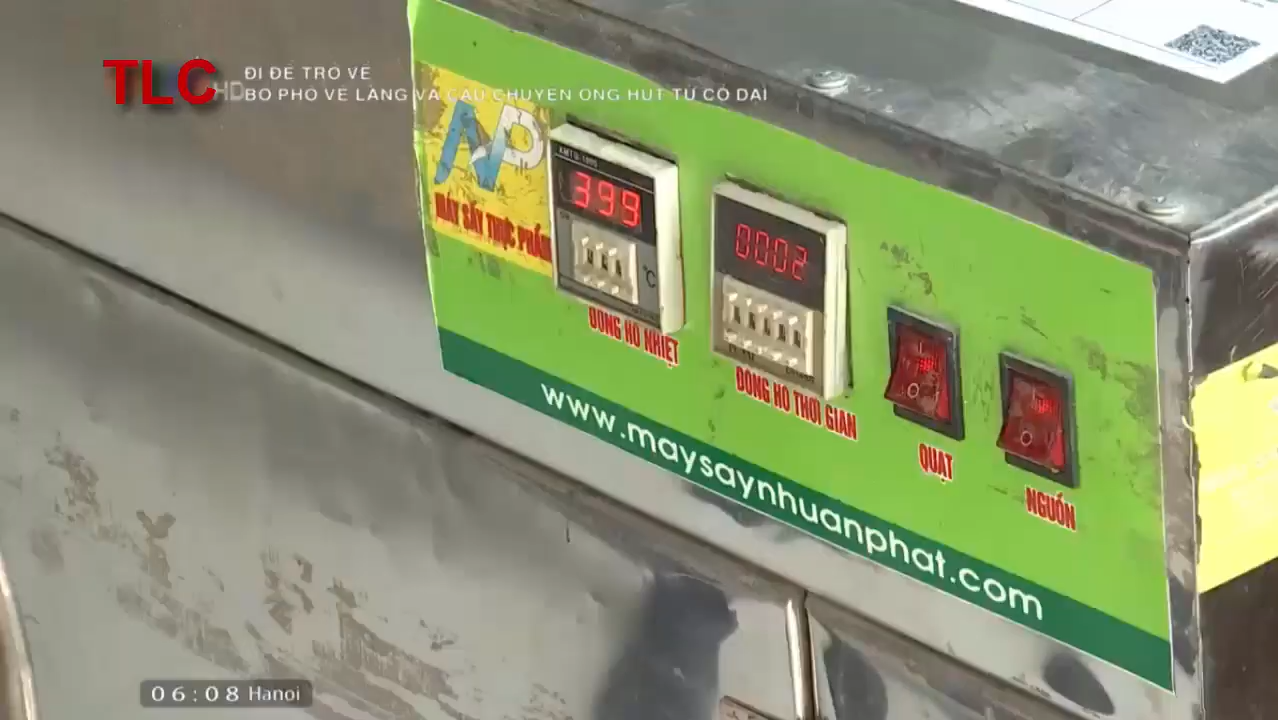 TLC
HD
ĐI ĐỂ TRỞ VỀ
BỎ PHỐ VỀ LÀNG VÀ CÂU CHUYỆN ỐNG HÚT TỪ CỎ DẠI
NP
MÁY SẤY THỰC PHẨM
399
°C
0002
ĐỒNG HỒ NHIỆT
ĐỒNG HỒ THỜI GIAN
QUẠT
NGUỒN
www.maysaynhuanphat.com
06:08 Hanoi